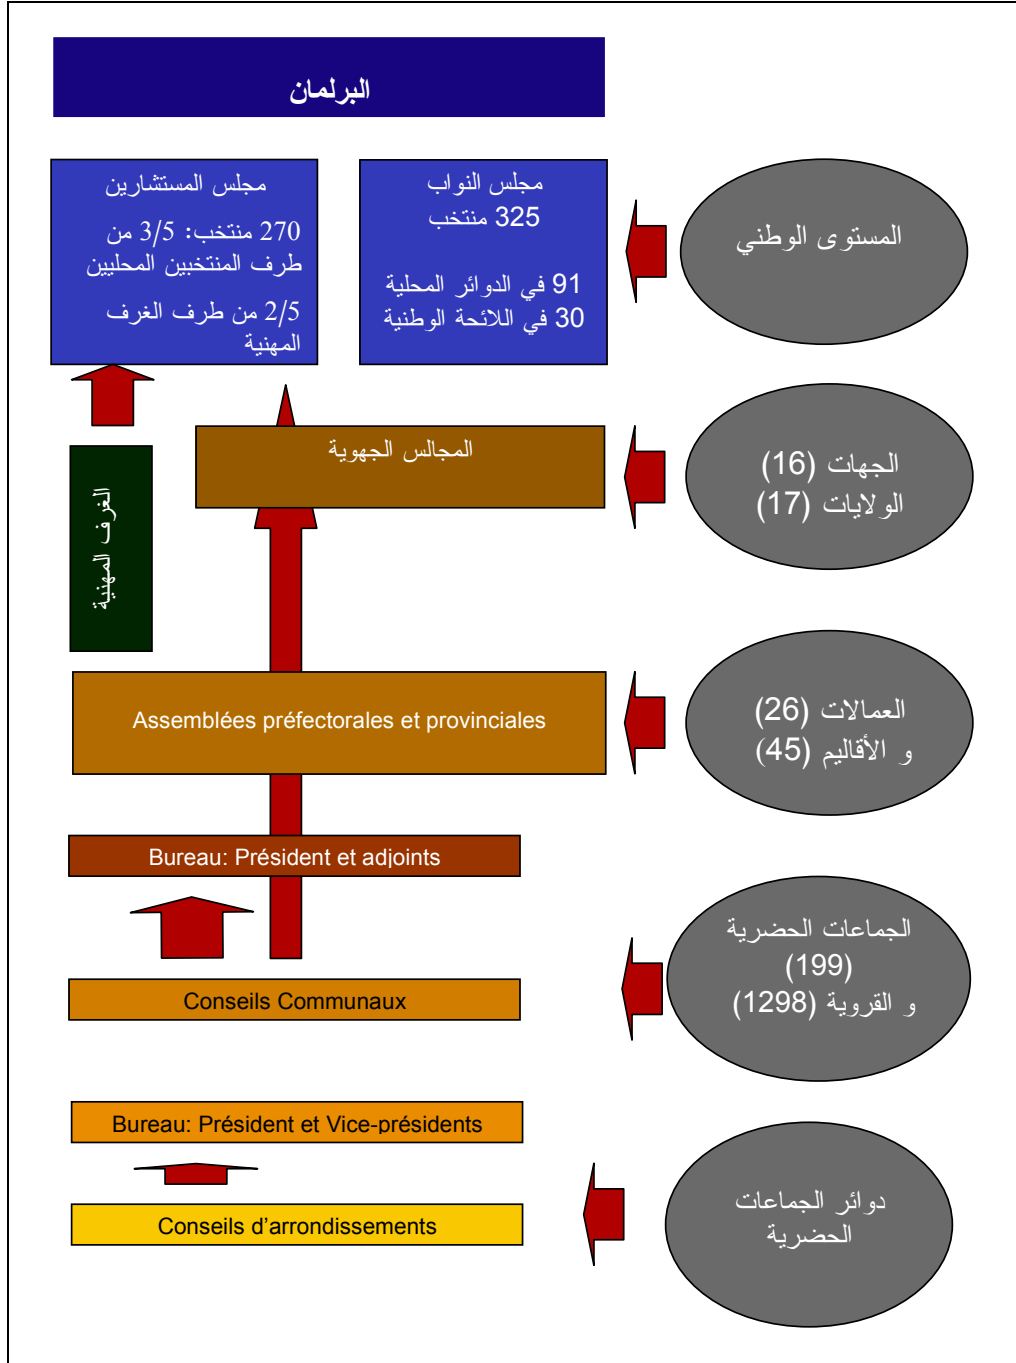 البرلمان
مجلس المستشارين
270 منتخب: 3/5 من
طرف المنتخبين المحليين
2/5 من طرف الغرف
المهنية
مجلس النواب
325 منتخب
91 في الدوائر المحلية
30 في اللائحة الوطنية
المستوى الوطني
المجالس الجهوية
الجهات (16)
الولايات (17)
الغرف المهنية
Assemblées préfectorales et provinciales
العمالات (26)
و الأقاليم (45)
Bureau: Président et adjoints
Conseils Communaux
الجماعات الحضرية
(199)
و القروية (1298)
Bureau: Président et Vice-présidents
Conseils d’arrondissements
دوائر الجماعات
الحضرية